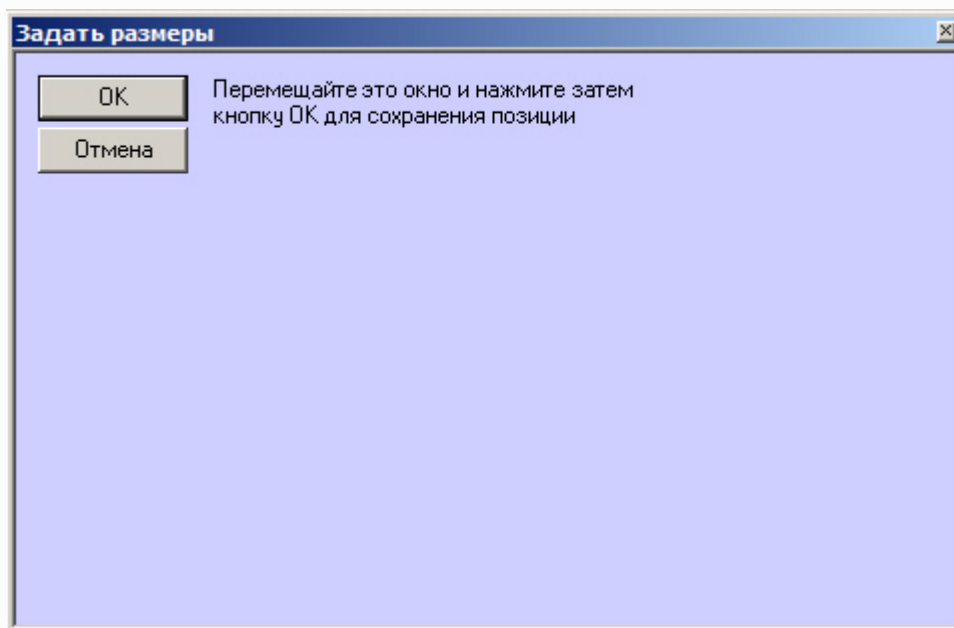 Задать размеры
OK
Перемещайте это окно и нажмите затем
кнопку OK для сохранения позиции
Отмена